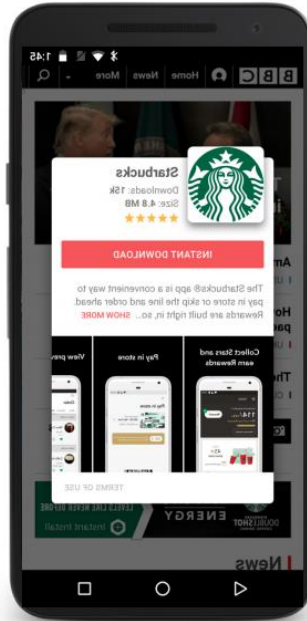 1:45
BBC Home News More
Starbucks
Downloads: 15k
Size: 4.8 MB
INSTANT DOWNLOAD
The Starbucks® app is a convenient way to
pay in store or skip the line and order ahead.
Rewards are built right in, so... SHOW MORE
Collect Stars and
earn Rewards
Pay in store
View prev
TERMS OF USE
DOUBLESHOT
ENERGY
LEVELS LIKE NEVER BEFORE
Instant Install
News